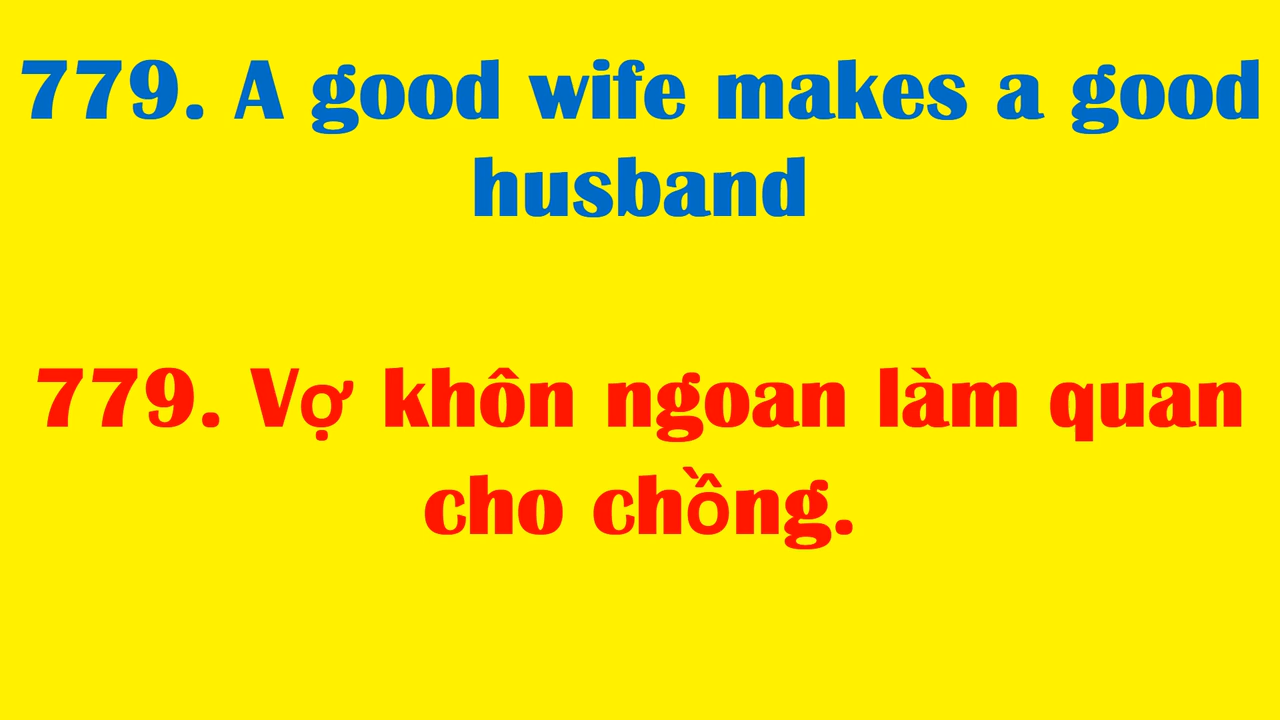 779. A good wife makes a good
husband
779. Vợ khôn ngoan làm quan
cho chồng.